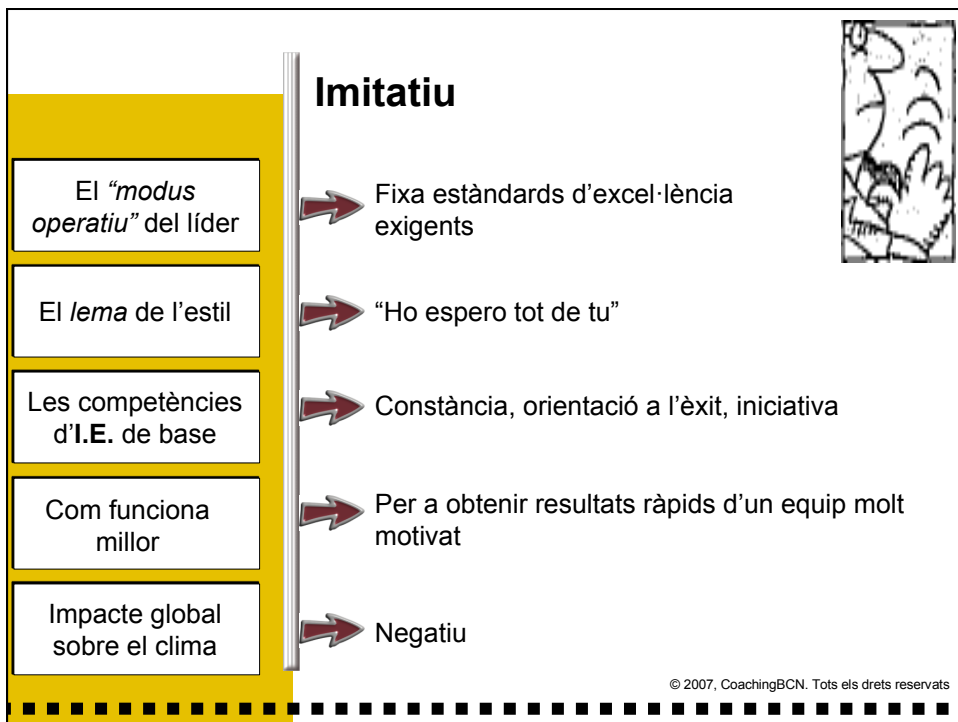 Imitatiu
El “modus
operatiu” del líder
Fixa estàndards d’excel·lència
exigents
El lema de l’estil
“Ho espero tot de tu”
Les competències
d’I.E. de base
Constància, orientació a l’èxit, iniciativa
Com funciona
millor
Per a obtenir resultats ràpids d’un equip molt
motivat
Impacte global
sobre el clima
Negatiu
© 2007, CoachingBCN. Tots els drets reservats